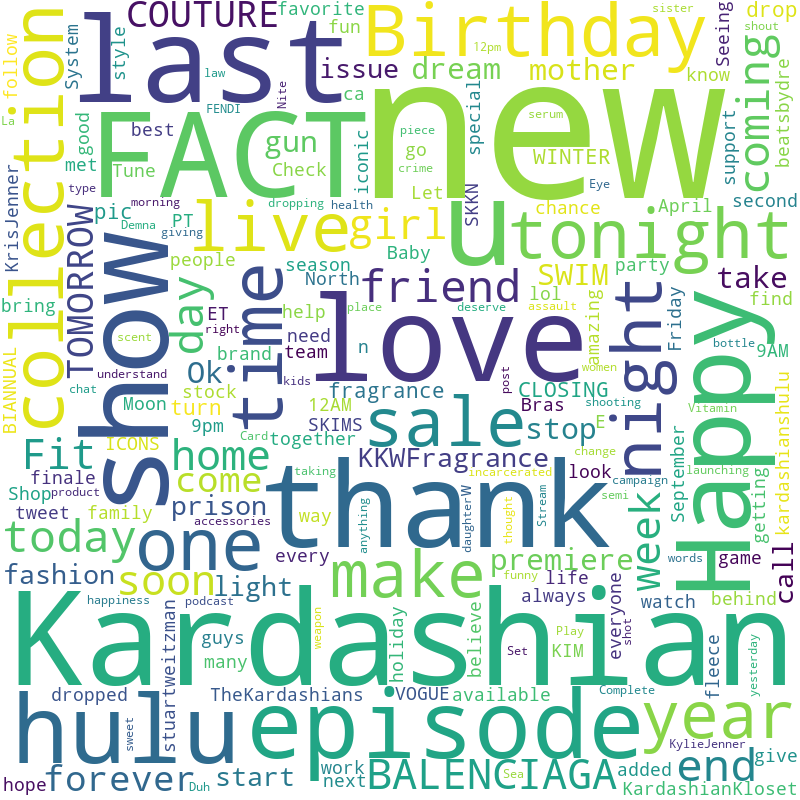 COUTURE
favorite
Birthday
sister
drop
shout
last
new
12pm
know
Seeing
follow
System
style
fun
issue
dream
mother
coming
beatsbydre
collection
La
law
FENDI
Nite
ca
FACT
gun
Check
iconic
best
good
met
Tune
go
piece
crime
special
serum
WINTER
Eye
support
second
KrisJenner
type
morning
dropping
health
Let
SKKN
chance
April
pic
PT
Demna
giving
live
girl
u
tonight
TOMORROW
people
season
Baby
SWIM
party
bring
show
day
ET
right
time
North
help
place
friend
deserve
lol
assault
amazing
Friday
night
take
find
9AM
BIANNUAL
scent
understand
brand
need
team
love
n
women
Happy
bottle
chat
Moon
Ok
stock
kids
fragrance
post
CLOSING
shooting
Vitamin
kardashianshulu
turn
9pm
12AM
SKIMS
sale
Bras
E
stop
Fit
ICONS
home
Card
together
KKWFragrance
change
look
launching
finale
Shop
product
come
taking
incarcerated
campaign
September
getting
tweet
family
prison
accessories
way
anything
thank
daughterW
thought
Stream
semi
Week
words
call
today
one
every
make
premiere
game
fashion
soon
light
funny
life
always
everyone
watch
behind
happiness
podcast
Kardashian
guys
many
stuartweitzman
weapon
holiday
believe
Set
Play
KIM
shot
fleece
yesterday
dropped
TheKardashians
VOGUE
available
Complete
year
hulu
sweet
episode
KylieJenner
hope
forever
Duh
start
work
next
BALENCIAGA
Sea
added
end
give
KardashianKloset